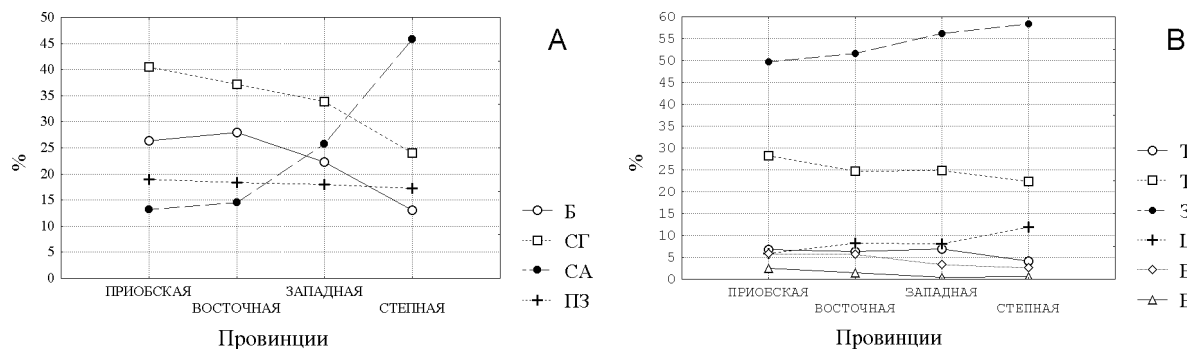 50
45
40
35
30
25
20
15
10
5
0
%
ПРИОБСКАЯ
ВОСТОЧНАЯ
ЗАПАДНАЯ
СТЕПНАЯ
Провинции
А
Б
СГ
СА
ПЗ
60
55
50
45
40
35
30
25
20
15
10
5
0
%
ПРИОБСКАЯ
ВОСТОЧНАЯ
ЗАПАДНАЯ
СТЕПНАЯ
Провинции
В